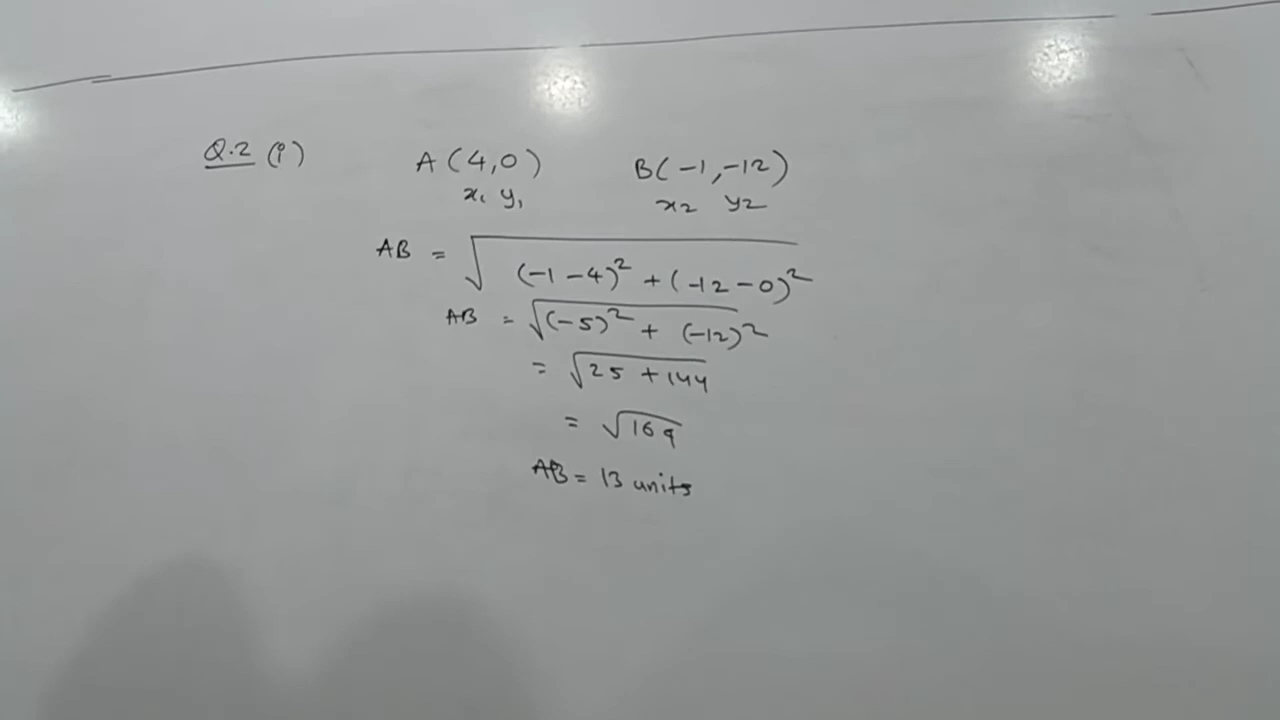 Q.2 (i) A (4,0) B(-1,-12)
x₁ y₁ x₂ y₂
AB = √(-1-4)² + (-12-0)²
AB = √(-5)² + (-12)²
= √25 + 144
= √169
AB = 13 units